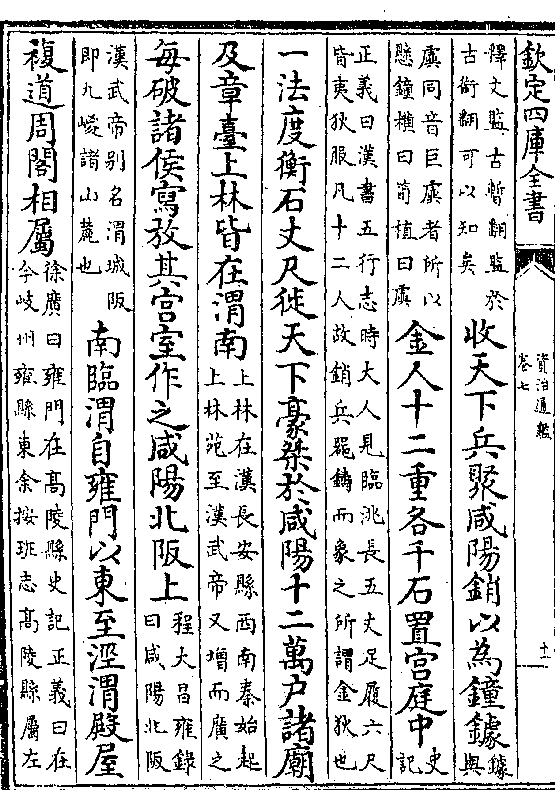 欽定四庫全書
資治通鑑
卷七
十一
釋文監古暫翻監於
古銜翻可以知矣
收天下兵聚咸陽銷以為鐘鐻
鐻
與
虡同音巨虡者所以
懸鐘橫曰筍植曰虡
金人十二重各千石置宫庭中
史
記
正義曰漢書五行志時大人見臨洮長五丈足履六尺
皆夷狄服凡十二人故銷兵噐鑄而象之所謂金狄也
一法度衡石丈尺徙天下豪桀於咸陽十二萬户諸廟
及章臺上林皆在渭南
上林在漢長安縣西南秦始起
上林苑至漢武帝又增而廣之
每破諸侯寫放其宫室作之咸陽北阪上
程大昌雍錄
曰咸陽北阪
漢武帝别名渭城阪
即九嵕諸山麓也
南臨渭自雍門以東至涇渭殿屋
複道周閣相屬
徐廣曰雍門在高陵縣史記正義曰在
今岐州雍縣東余按班志高陵縣屬左